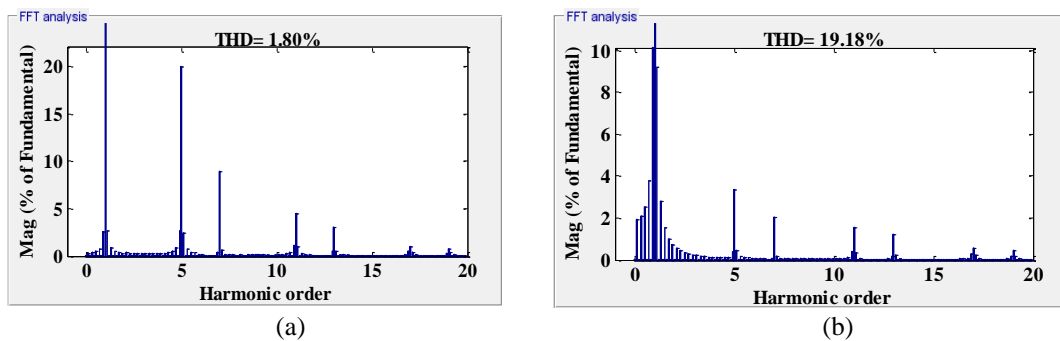 FFT analysis
THD= 1.80%
20
15
10
5
0
Mag (% of Fundamental)
0 5 10 15 20
Harmonic order
(a)
FFT analysis
THD= 19.18%
10
8
6
4
2
0
Mag (% of Fundamental)
0 5 10 15 20
Harmonic order
(b)